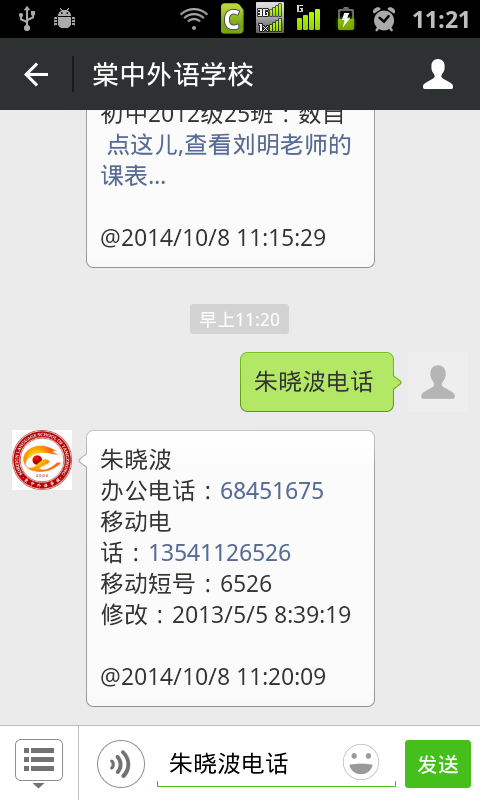 11:21
棠中外语学校
初中2012级25班：数自
点这儿,查看刘明老师的
课表...
@2014/10/8 11:15:29
早上11:20
朱晓波电话
朱晓波
办公电话：68451675
移动电
话：13541126526
移动短号：6526
修改：2013/5/5 8:39:19
@2014/10/8 11:20:09
朱晓波电话
发送